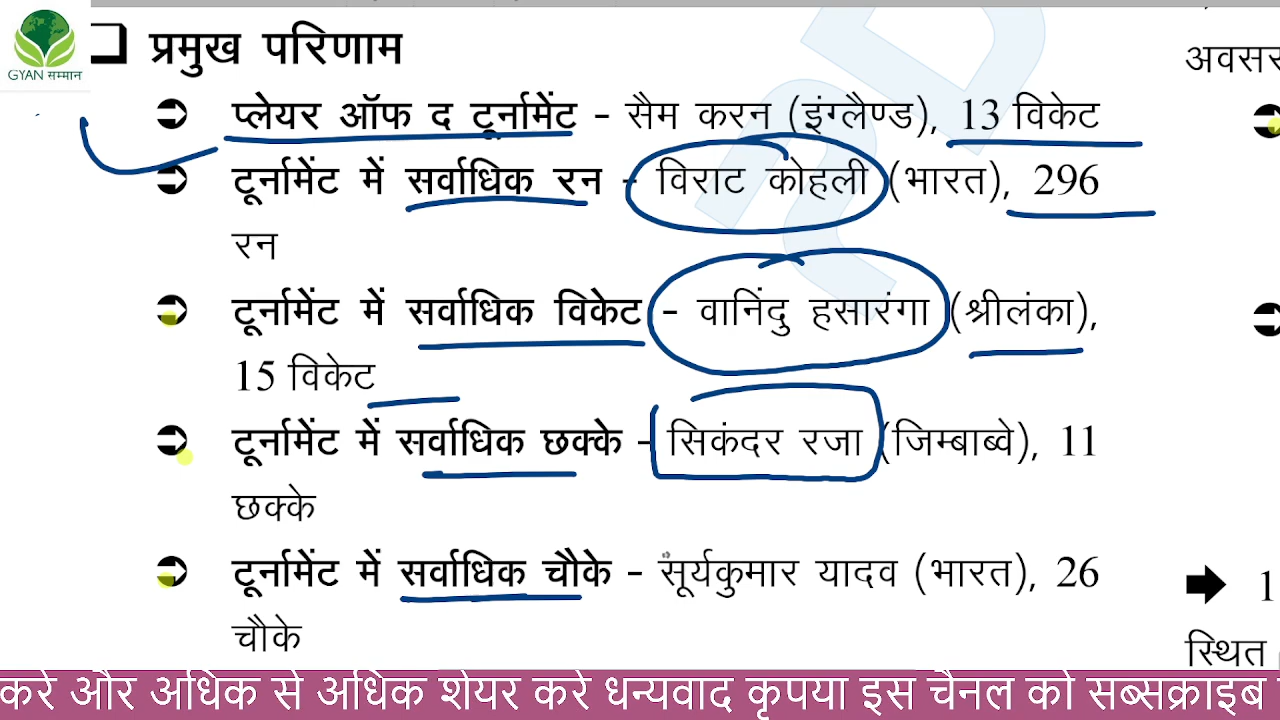 GYAN सम्मान
प्रमुख परिणाम
अवसर
प्लेयर ऑफ द टूर्नामेंट - सैम करन (इंग्लैण्ड), 13 विकेट
टूर्नामेंट में सर्वाधिक रन - विराट कोहली (भारत), 296
रन
टूर्नामेंट में सर्वाधिक विकेट - वानिंदु हसारंगा (श्रीलंका),
15 विकेट
टूर्नामेंट में सर्वाधिक छक्के - सिकंदर रजा (जिम्बाब्वे), 11
छक्के
टूर्नामेंट में सर्वाधिक चौके - सूर्यकुमार यादव (भारत), 26
चौके
1
स्थित
करे और अधिक से अधिक शेयर करे धन्यवाद कृपया इस चैनल को सब्सक्राइब